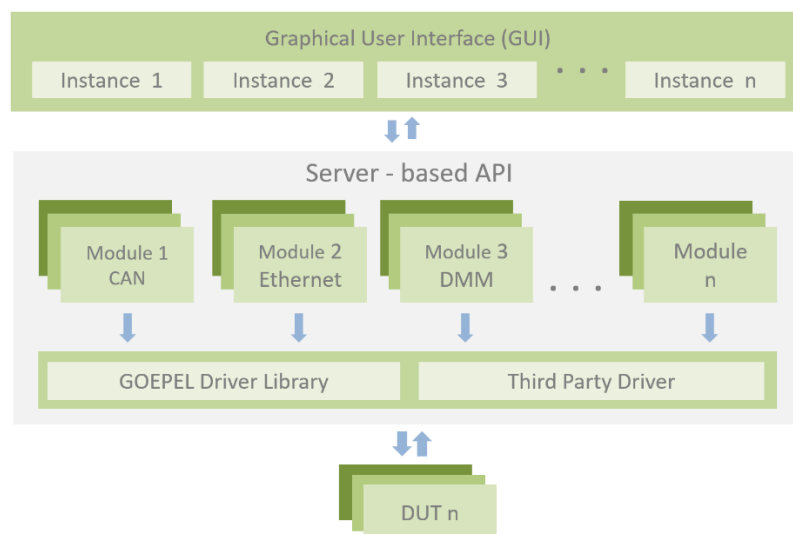 Graphical User Interface (GUI)
Instance 1
Instance 2
Instance 3
. . .
Instance n
Server - based API
Module 1
CAN
Module 2
Ethernet
Module 3
DMM
. . .
Module
n
GOEPEL Driver Library
Third Party Driver
DUT n